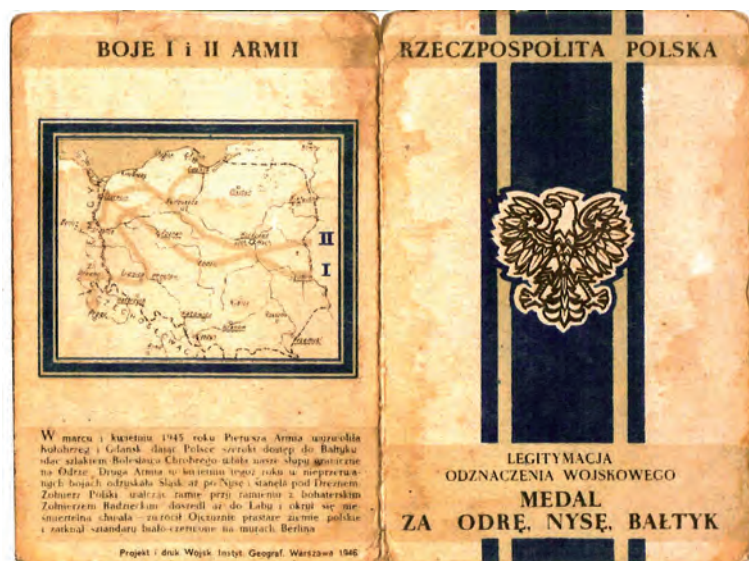 BOJE I i II ARMII
II
I
W marcu i kwietniu 1945 roku Pierwsza Armia uwolniła
Kołobrzeg i Gdańsk dając Polsce szeroki dostęp do Bałtyku
idąc szlakiem Bolesława Chrobrego wbiła nasze słupy graniczne
na Odrze. Druga Armia w kwietniu tegoż roku w nieprzerwa-
nych bojach odzyskała Śląsk aż po Nysę i stanęła pod Dreznem.
Żołnierz Polski walcząc ramię przy ramieniu z bohaterskim
Żołnierzem Radzieckim doszedł aż do Łaby i okrył się nie-
śmiertelną chwałą - zwrócił Ojczyźnie prastare ziemie polskie
i zatknął sztandary biało-czerwone na murach Berlina
Projekt i druk Wojsk. Instyt. Geograf. Warszawa 1946
RZECZPOSPOLITA POLSKA
LEGITYMACJA
ODZNACZENIA WOJSKOWEGO
MEDAL
ZA ODRĘ, NYSĘ, BAŁTYK